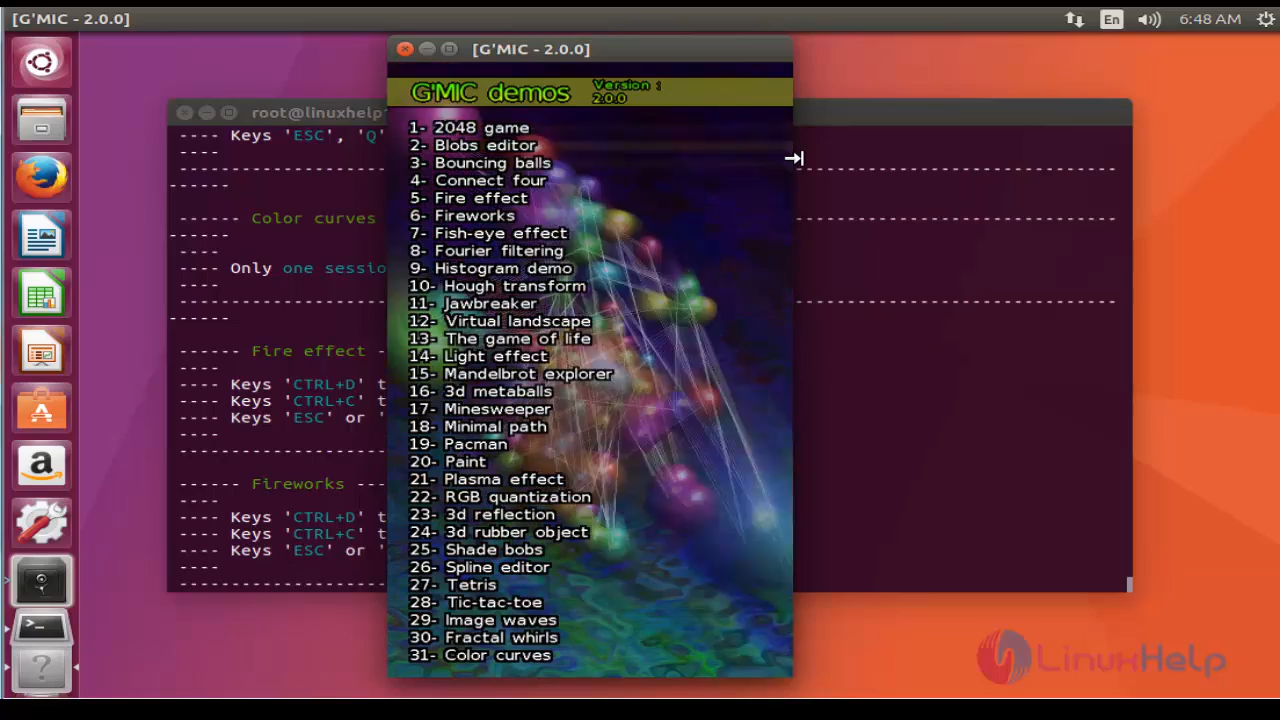 [G'MIC - 2.0.0]
En
6:48 AM
[G'MIC - 2.0.0]
root@linuxhelp
G'MIC demos
Version :
2.0.0
1- 2048 game
2- Blobs editor
3- Bouncing balls
4- Connect four
5- Fire effect
6- Fireworks
7- Fish-eye effect
8- Fourier filtering
9- Histogram demo
10- Hough transform
11- Jawbreaker
12- Virtual landscape
13- The game of life
14- Light effect
15- Mandelbrot explorer
16- 3d metaballs
17- Minesweeper
18- Minimal path
19- Pacman
20- Paint
21- Plasma effect
22- RGB quantization
23- 3d reflection
24- 3d rubber object
25- Shade bobs
26- Spline editor
27- Tetris
28- Tic-tac-toe
29- Image waves
30- Fractal whirls
31- Color curves
---- Keys 'ESC', 'Q'
----
------
------ Color curves
------
----
---- Only one sessio
----
------
------ Fire effect -
----
---- Keys 'CTRL+D' t
---- Keys 'CTRL+C' t
---- Keys 'ESC' or '
----
------ Fireworks ---
----
---- Keys 'CTRL+D' t
---- Keys 'CTRL+C' t
---- Keys 'ESC' or '
----
a
>_
?
LinuxHelp